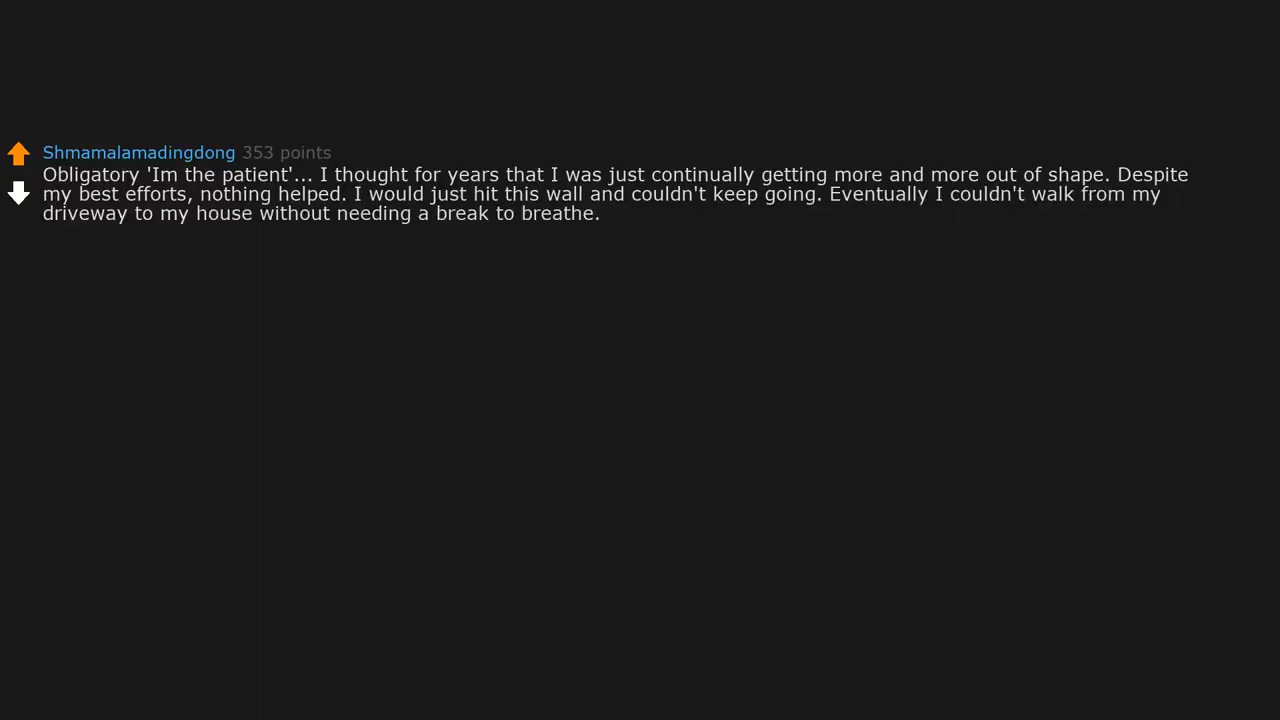 Shmamalamadingdong 353 points
Obligatory 'Im the patient'... I thought for years that I was just continually getting more and more out of shape. Despite
my best efforts, nothing helped. I would just hit this wall and couldn't keep going. Eventually I couldn't walk from my
driveway to my house without needing a break to breathe.